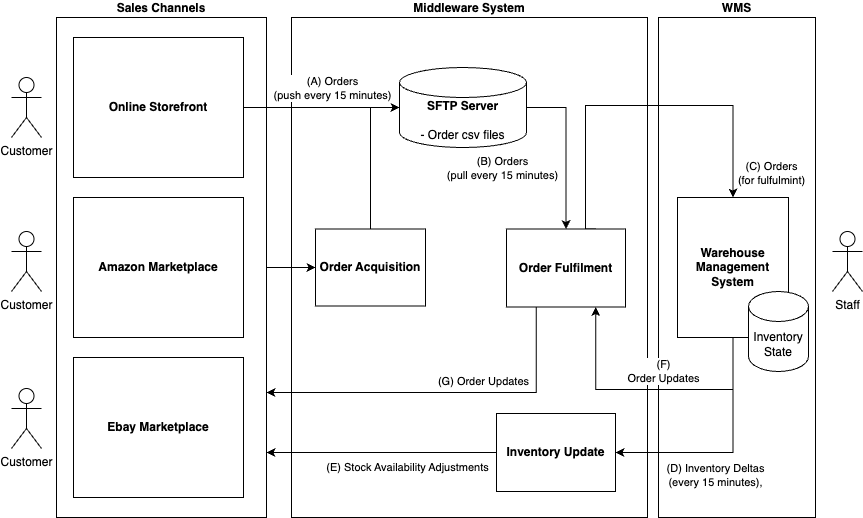 Sales Channels
Middleware System
WMS
Customer
Online Storefront
(A) Orders
(push every 15 minutes)
SFTP Server
- Order csv files
(B) Orders
(pull every 15 minutes)
(C) Orders
(for fulfulmint)
Customer
Amazon Marketplace
Order Acquisition
Order Fulfilment
Warehouse
Management
System
Inventory
State
Staff
(F)
Order Updates
(G) Order Updates
Customer
Ebay Marketplace
(E) Stock Availability Adjustments
Inventory Update
(D) Inventory Deltas
(every 15 minutes),